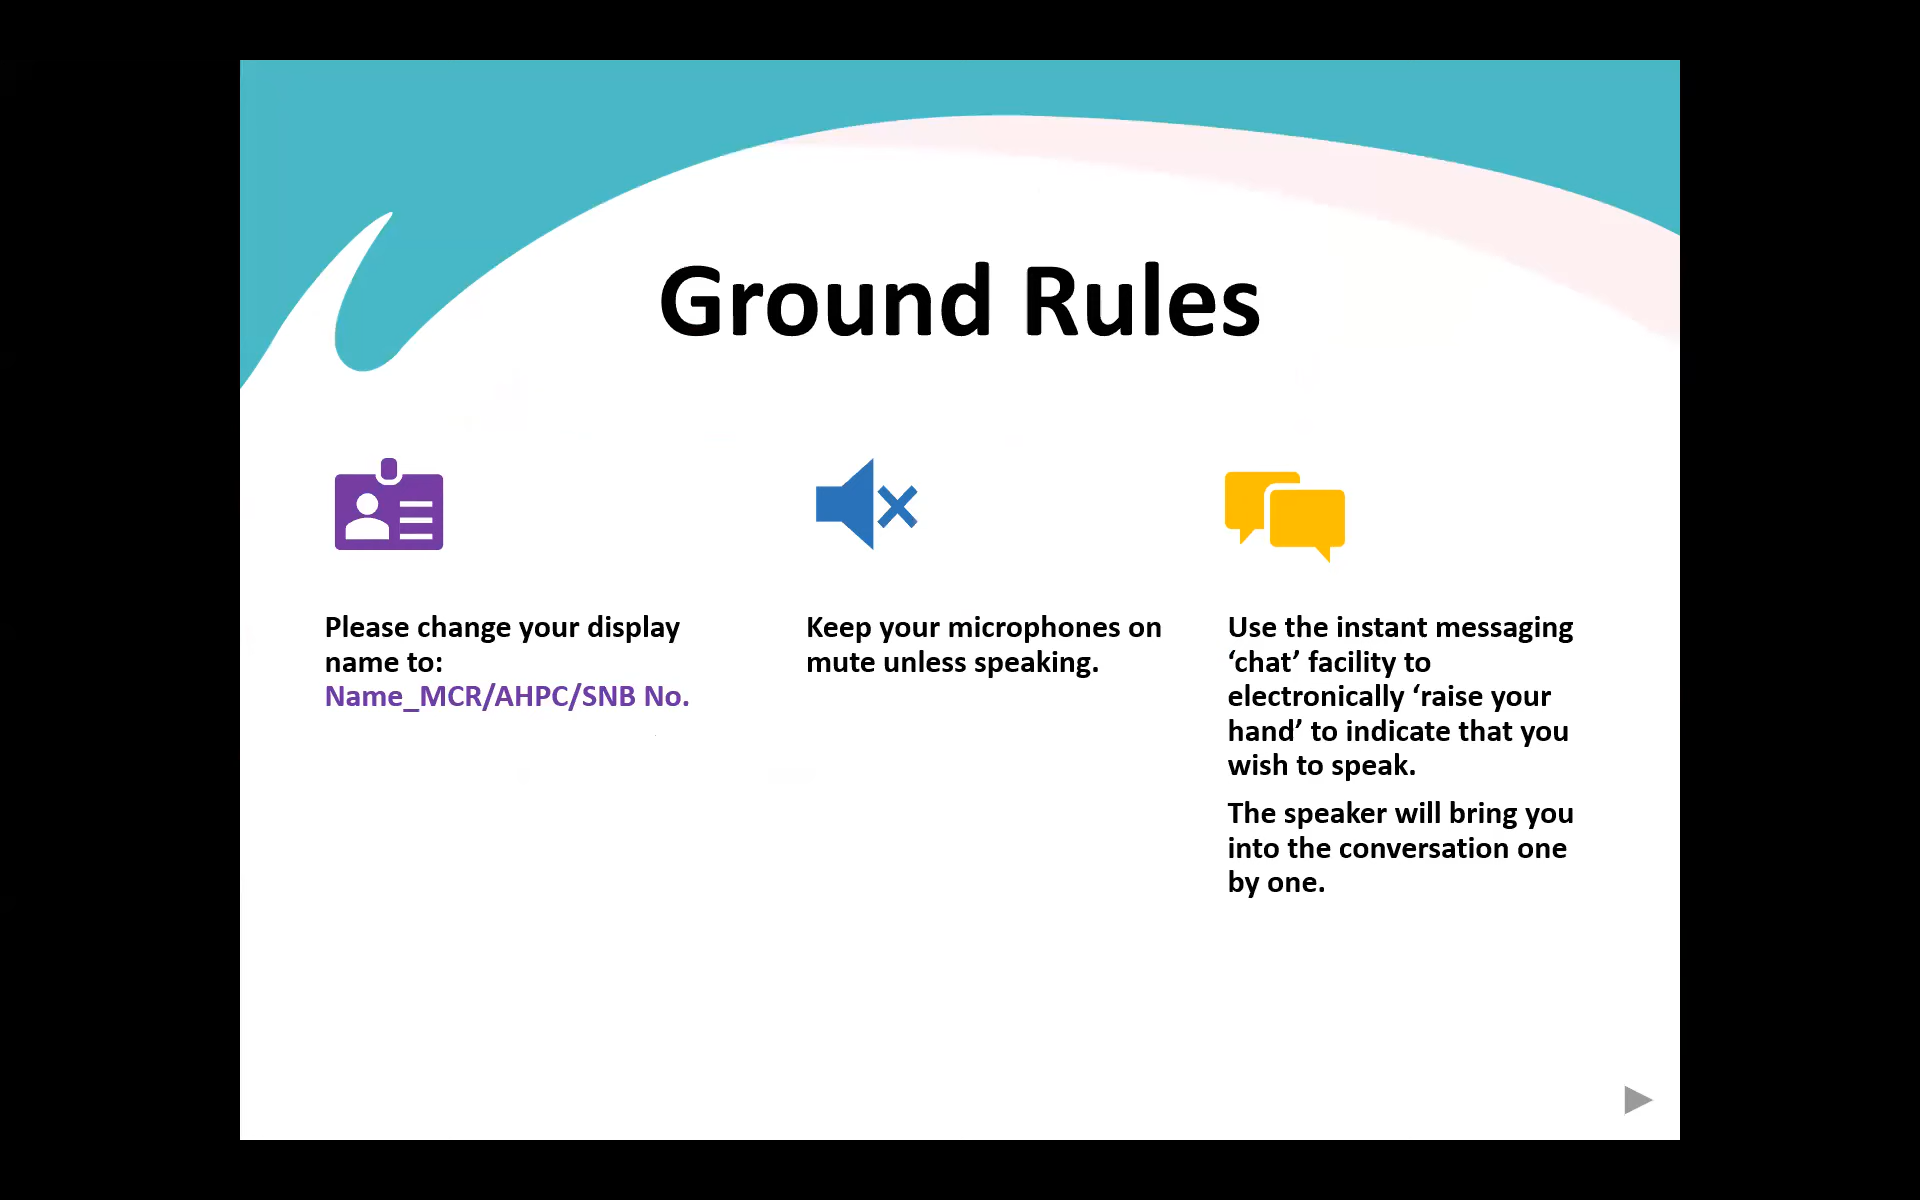 Ground Rules
Please change your display
name to:
Name_MCR/AHPC/SNB No.
Keep your microphones on
mute unless speaking.
Use the instant messaging
‘chat’ facility to
electronically ‘raise your
hand’ to indicate that you
wish to speak.
The speaker will bring you
into the conversation one
by one.